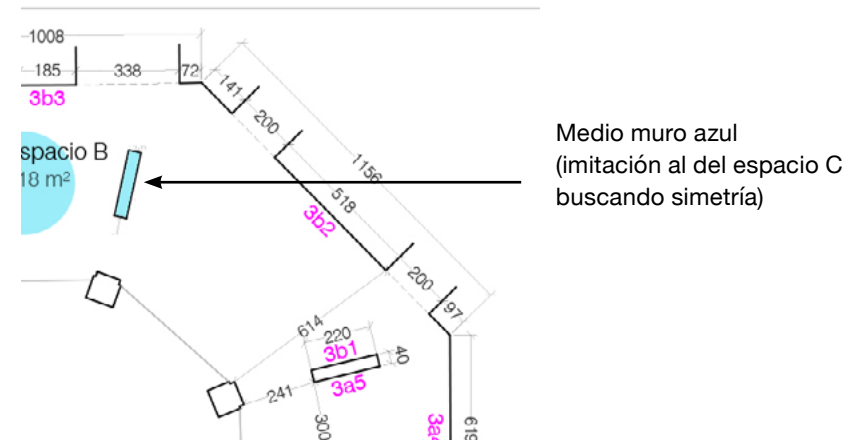 1008
185
338
72
3b3
141
200
1156
518
3b2
spacio B
18 m²
Medio muro azul
(imitación al del espacio C
buscando simetría)
200
97
614
220
3b1
40
3a5
241
300
619